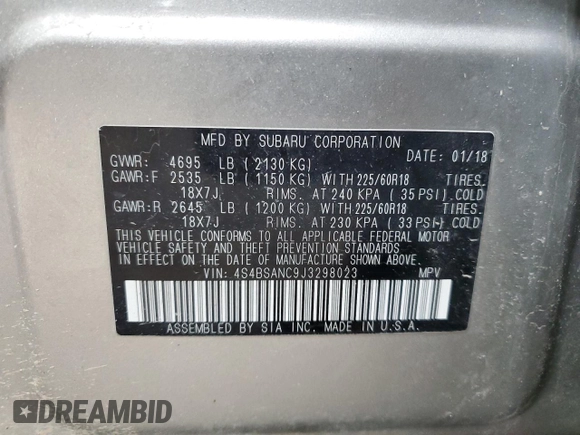 MFD BY SUBARU CORPORATION
GVWR: 4695 LB (2130 KG) DATE: 01/18
GAWR:F 2535 LB (1150 KG) WITH 225/60R18 TIRES.
18X7J RIMS. AT 240 KPA (35 PSI) COLD
GAWR:R 2645 LB (1200 KG) WITH 225/60R18 TIRES.
18X7J RIMS. AT 230 KPA (33 PSI) COLD
THIS VEHICLE CONFORMS TO ALL APPLICABLE FEDERAL MOTOR
VEHICLE SAFETY AND THEFT PREVENTION STANDARDS
IN EFFECT ON THE DATE OF MANUFACTURE SHOWN ABOVE.
VIN: 4S4BSANC9J3298023 MPV
ASSEMBLED BY SIA INC. MADE IN U.S.A.
DREAMBID